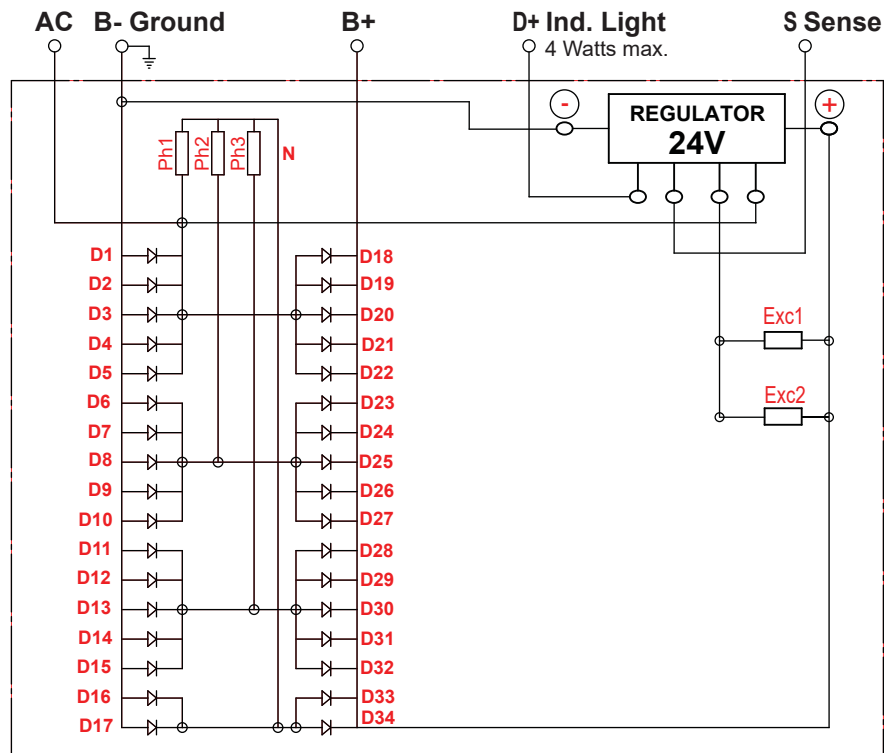 AC B- Ground B+ D+ Ind. Light S Sense
4 Watts max.
- REGULATOR +
24V
Ph1 Ph2 Ph3 N
D1 D18
D2 D19
D3 D20
D4 D21
D5 D22
D6 D23
D7 D24
D8 D25
D9 D26
D10 D27
D11 D28
D12 D29
D13 D30
D14 D31
D15 D32
D16 D33
D17 D34
Exc1
Exc2